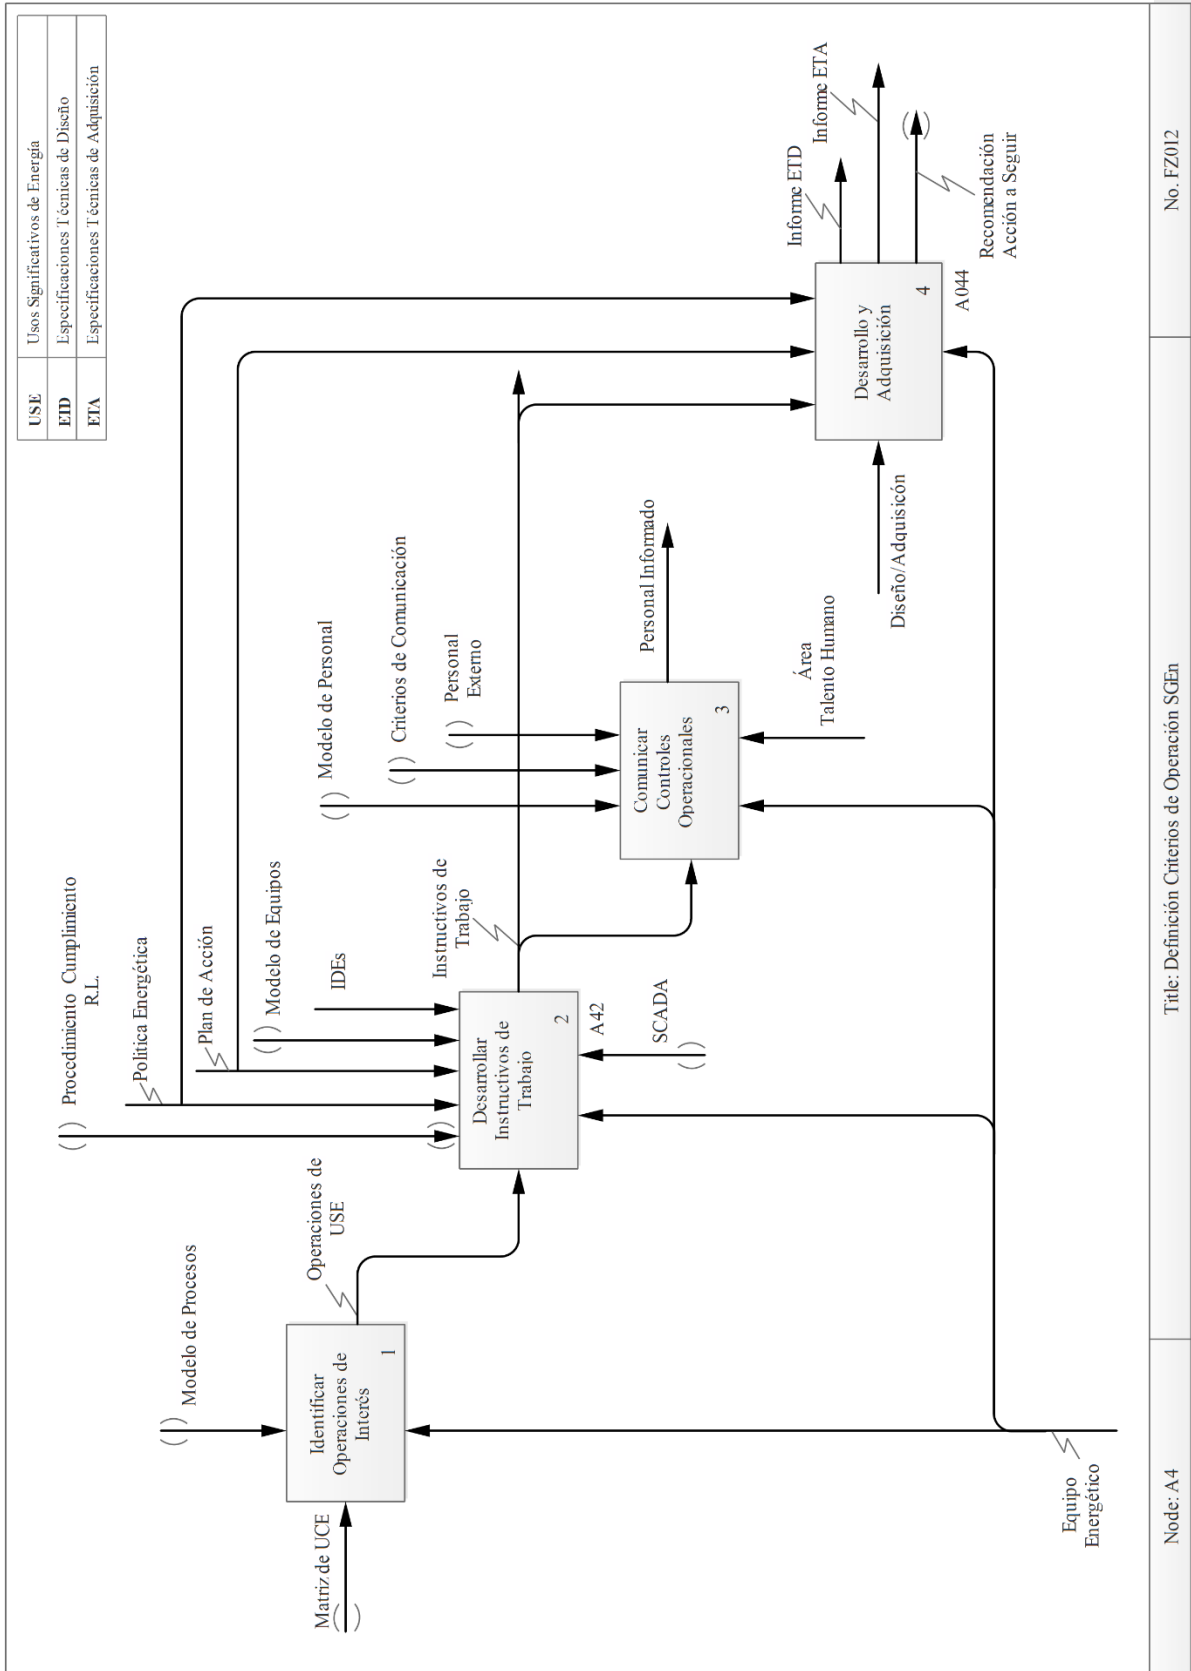 USE Usos Significativos de Energía
EID Especificaciones Técnicas de Diseño
ETA Especificaciones Técnicas de Adquisición
Procedimiento Cumplimiento
R.L.
Política Energética
Plan de Acción
Modelo de Equipos
IDEs
Modelo de Procesos
Modelo de Personal
Criterios de Comunicación
Personal
Externo
Matriz de UCE
Identificar
Operaciones de
Interés
1
Operaciones de
USE
Desarrollar
Instructivos de
Trabajo
2
A42
SCADA
Instructivos de
Trabajo
Comunicar
Controles
Operacionales
3
Personal Informado
Área
Talento Humano
Diseño/Adquisicón
Desarrollo y
Adquisición
4
A044
Informe ETD
Informe ETA
Recomendación
Acción a Seguir
Equipo
Energético
Node: A4
Title: Definición Criterios de Operación SGEn
No. FZ012